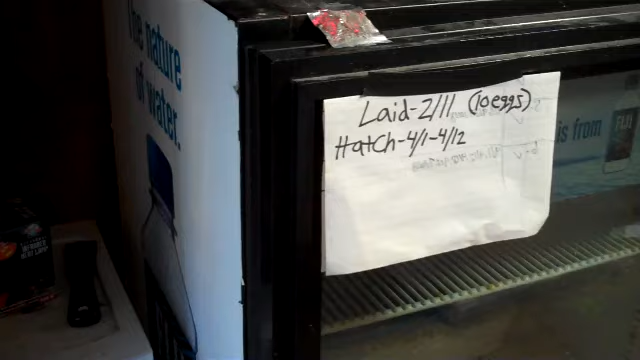 The nature
of water.
Laid-2/11 (10 eggs)
HatCh-4/1-4/12
is from